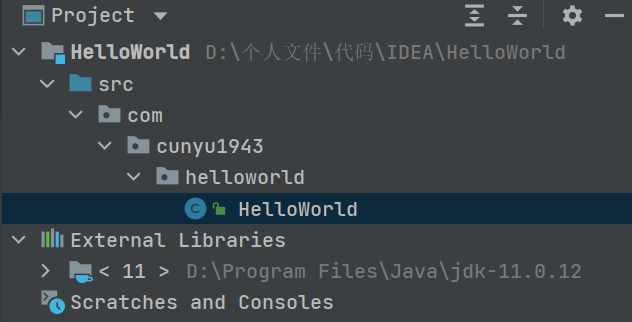 Project
HelloWorld D:\个人文件\代码\IDEA\HelloWorld
src
com
cunyu1943
helloworld
C HelloWorld
External Libraries
< 11 > D:\Program Files\Java\jdk-11.0.12
Scratches and Consoles